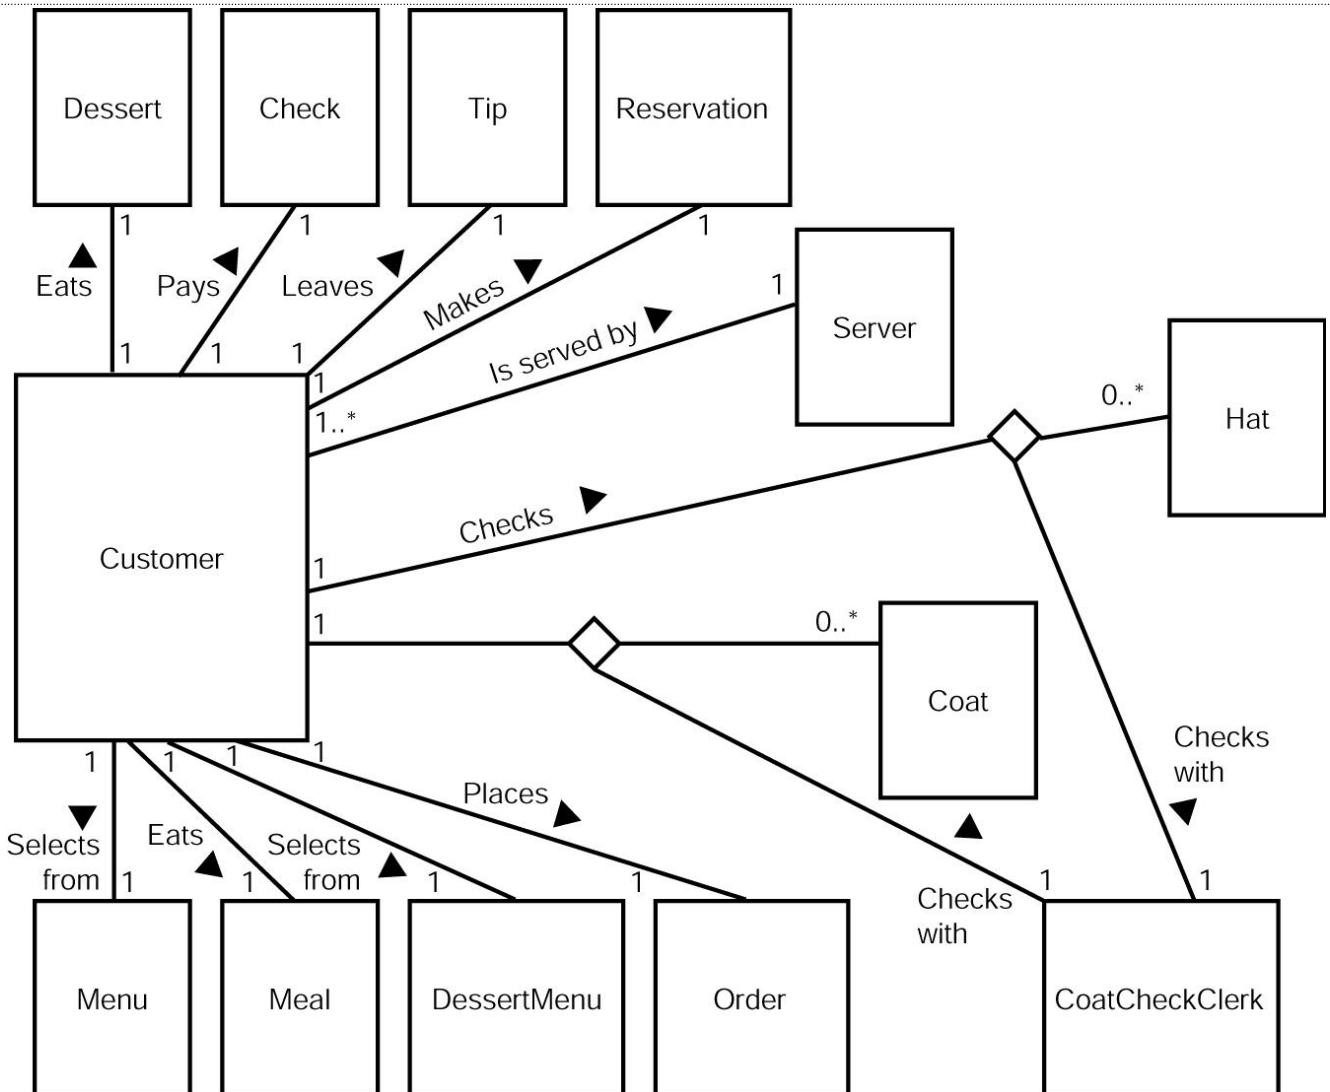 Dessert
Check
Tip
Reservation
1
1
1
1
Eats
Pays
Leaves
Makes
1
Is served by
Server
1
1
1
1
1..*
0..*
Hat
Checks
Customer
1
1
0..*
Coat
1
1
1
1
Checks
with
Places
Selects
from
Eats
Selects
from
1
1
1
1
1
1
Checks
with
Menu
Meal
DessertMenu
Order
CoatCheckClerk